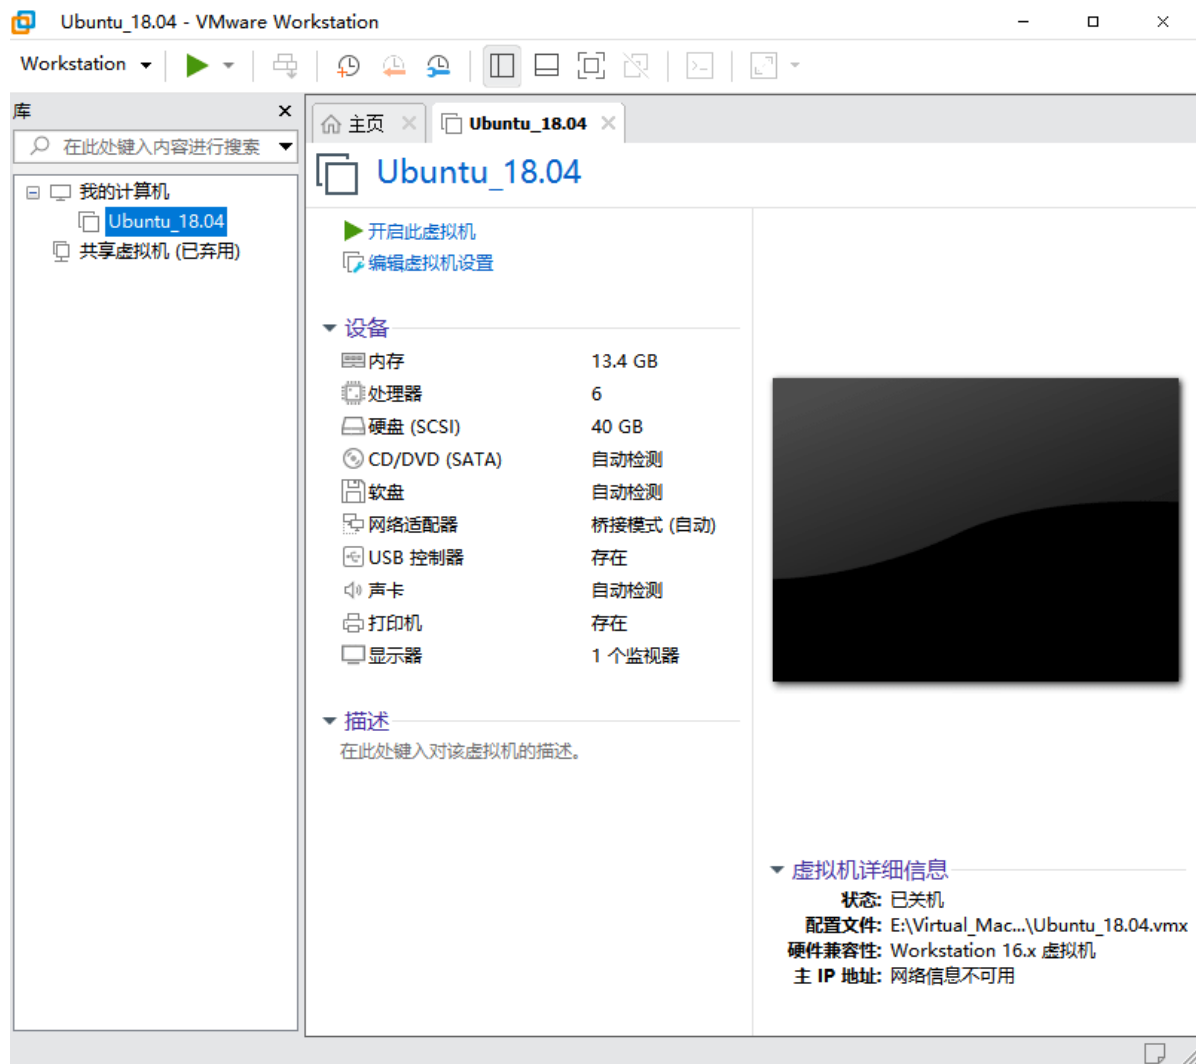 Ubuntu_18.04 - VMware Workstation
Workstation
库
在此处键入内容进行搜索
我的计算机
Ubuntu_18.04
共享虚拟机 (已弃用)
主页
Ubuntu_18.04
Ubuntu_18.04
开启此虚拟机
编辑虚拟机设置
设备
内存 13.4 GB
处理器 6
硬盘 (SCSI) 40 GB
CD/DVD (SATA) 自动检测
软盘 自动检测
网络适配器 桥接模式 (自动)
USB 控制器 存在
声卡 自动检测
打印机 存在
显示器 1 个监视器
描述
在此处键入对该虚拟机的描述。
虚拟机详细信息
状态: 已关机
配置文件: E:\Virtual_Mac...\Ubuntu_18.04.vmx
硬件兼容性: Workstation 16.x 虚拟机
主 IP 地址: 网络信息不可用